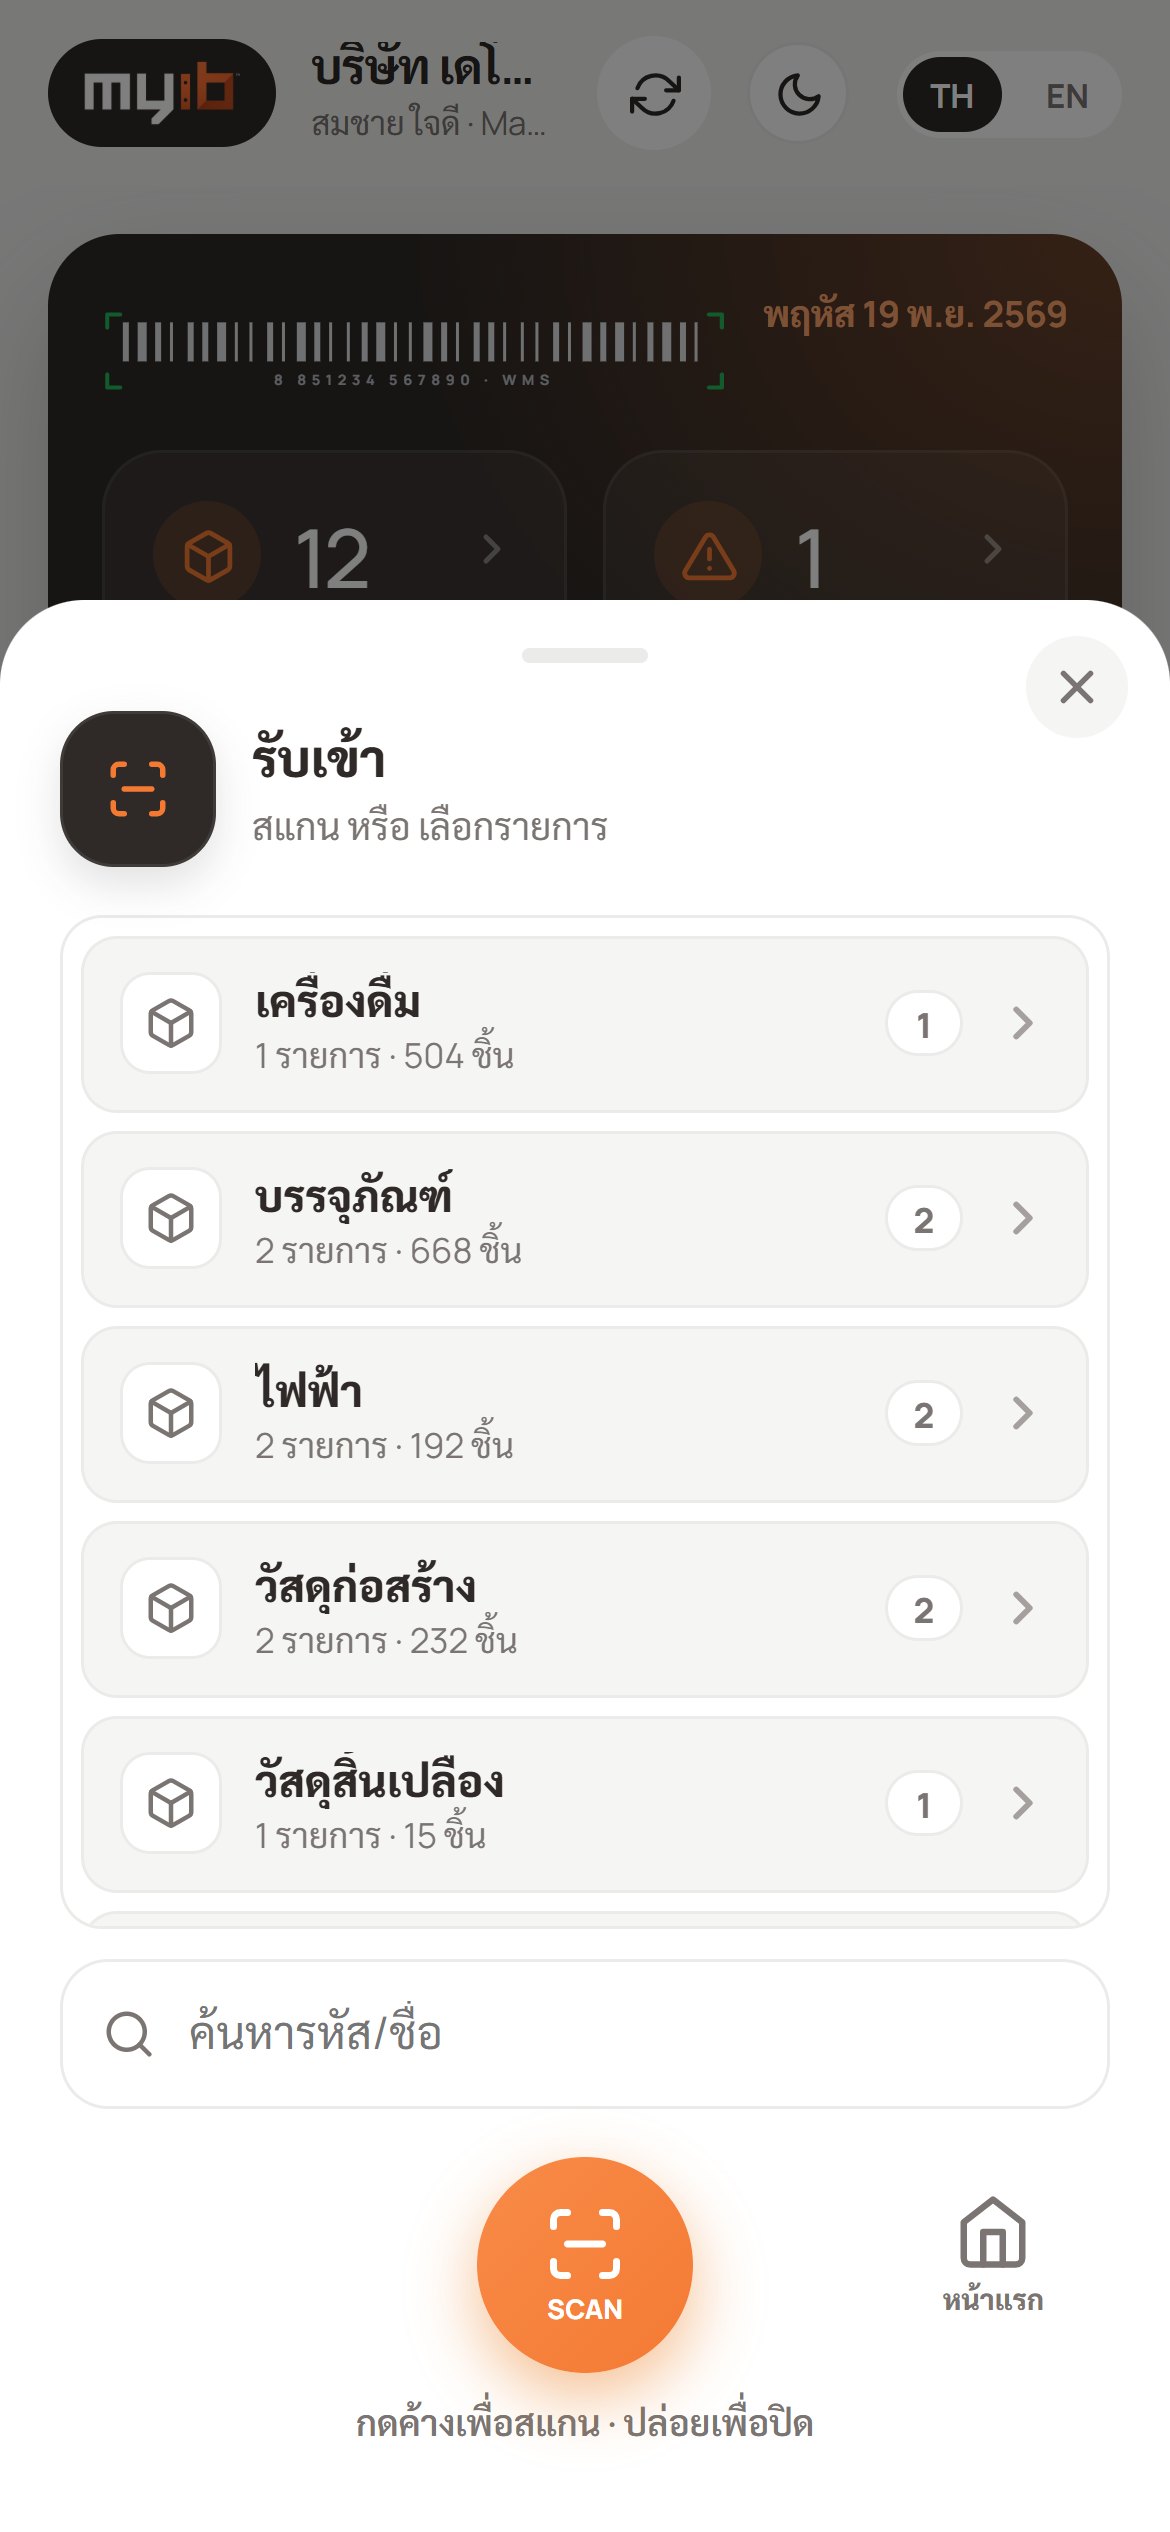 myib
บริษัท เดโ...
สมชาย ใจดี · Ma...
TH
EN
พฤหัส 19 พ.ย. 2569
8 851234 567890 · WMS
12
1
รับเข้า
สแกน หรือ เลือกรายการ
เครื่องดื่ม
1 รายการ · 504 ชิ้น
1
บรรจุภัณฑ์
2 รายการ · 668 ชิ้น
2
ไฟฟ้า
2 รายการ · 192 ชิ้น
2
วัสดุก่อสร้าง
2 รายการ · 232 ชิ้น
2
วัสดุสิ้นเปลือง
1 รายการ · 15 ชิ้น
1
ค้นหารหัส/ชื่อ
SCAN
หน้าแรก
กดค้างเพื่อสแกน · ปล่อยเพื่อปิด